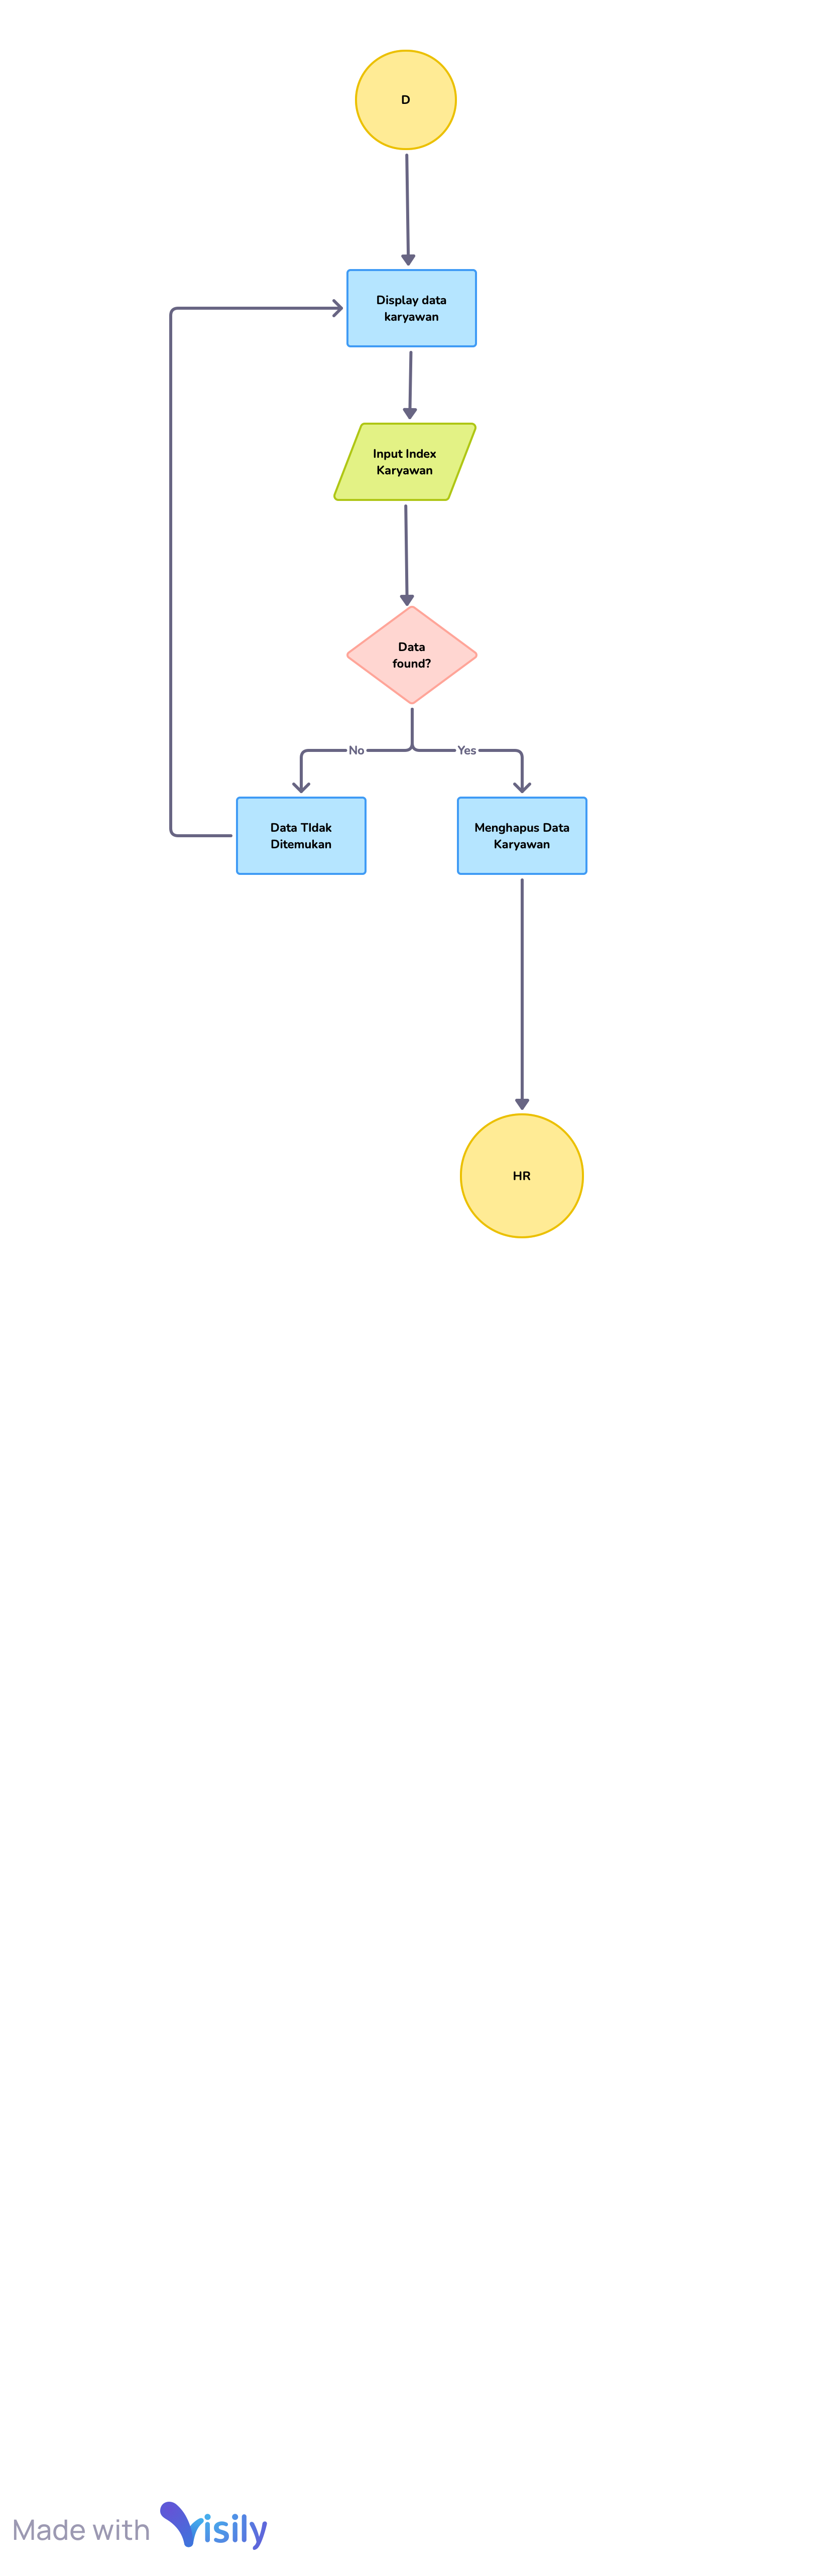 D
Display data
karyawan
Input Index
Karyawan
Data
found?
No
Yes
Data TIdak
Ditemukan
Menghapus Data
Karyawan
HR
Made with Visily